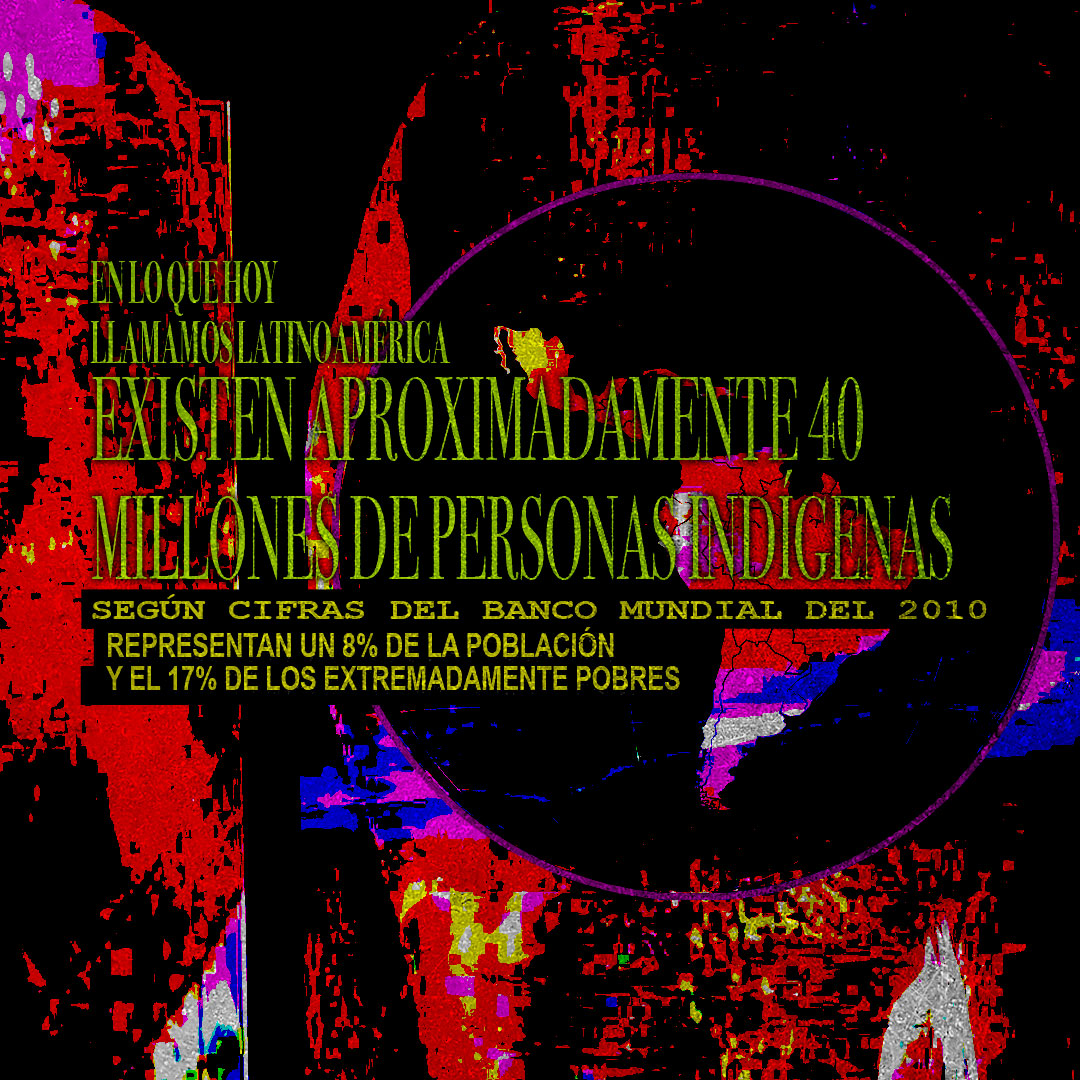 EN LO QUE HOY
LLAMAMOS LATINOAMÉRICA
EXISTEN APROXIMADAMENTE 40
MILLONES DE PERSONAS INDÍGENAS
SEGÚN CIFRAS DEL BANCO MUNDIAL DEL 2010
REPRESENTAN UN 8% DE LA POBLACIÓN
Y EL 17% DE LOS EXTREMADAMENTE POBRES